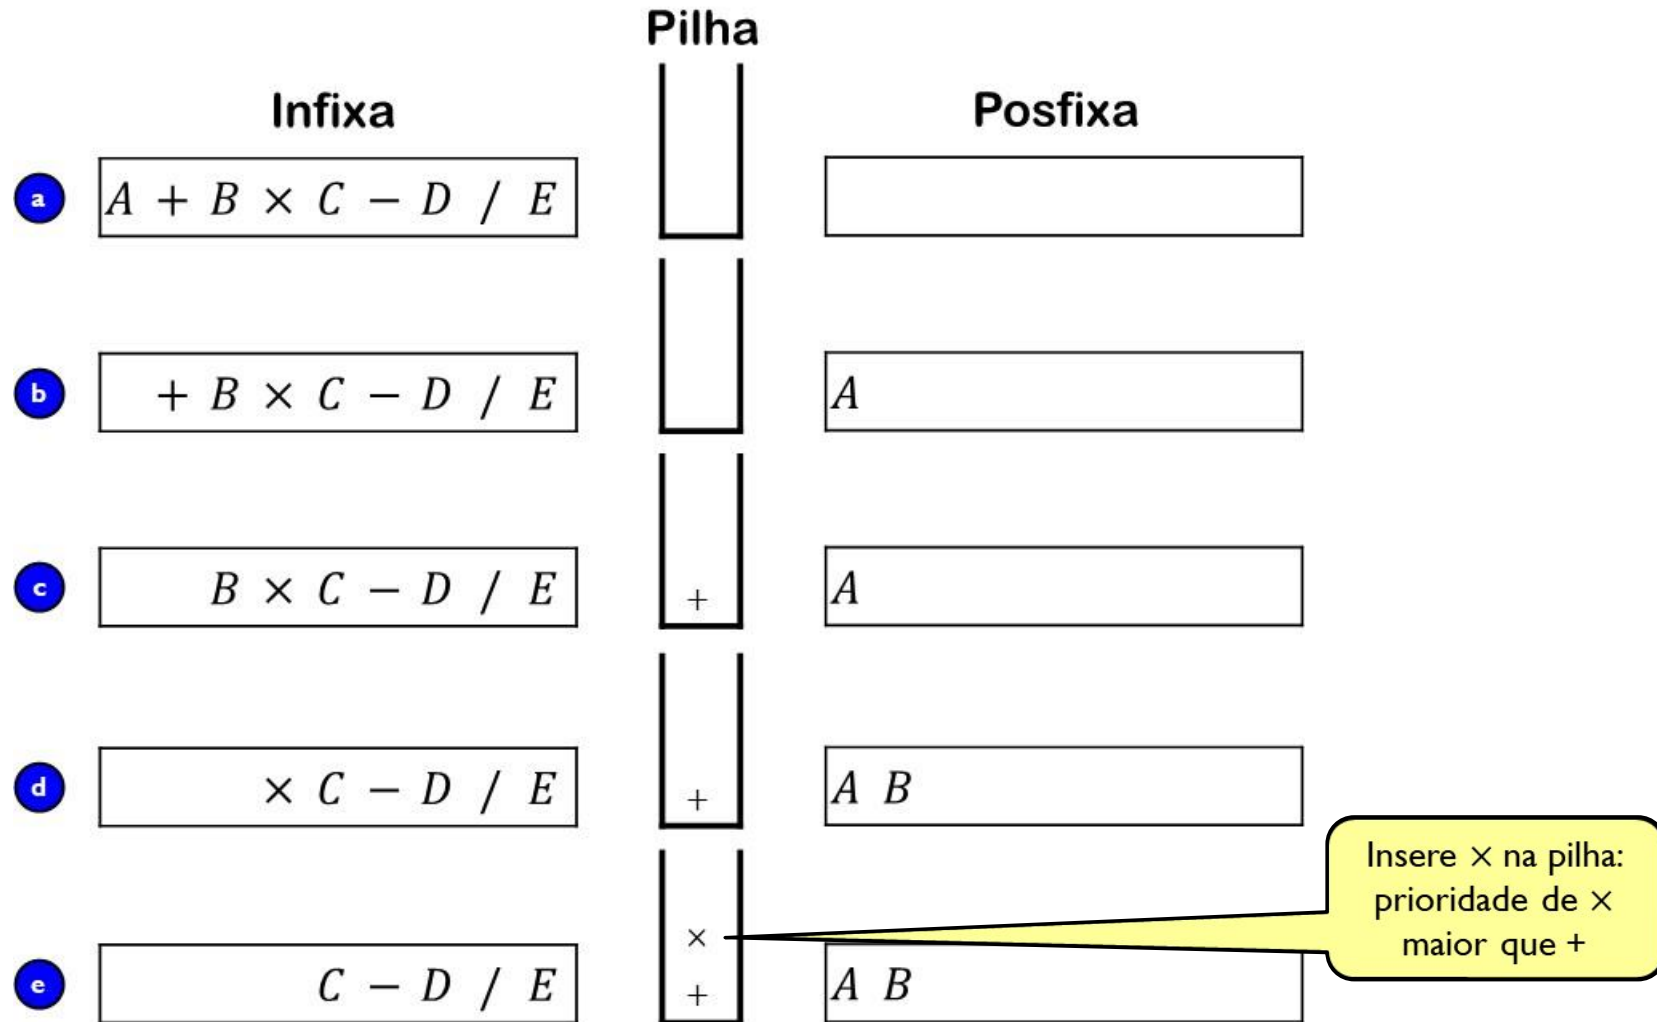 Pilha
Infixa
Posfixa
a
A + B × C − D / E
b
+ B × C − D / E
A
c
B × C − D / E
+
A
d
× C − D / E
+
A B
Insere × na pilha:
prioridade de ×
maior que +
e
C − D / E
×
+
A B